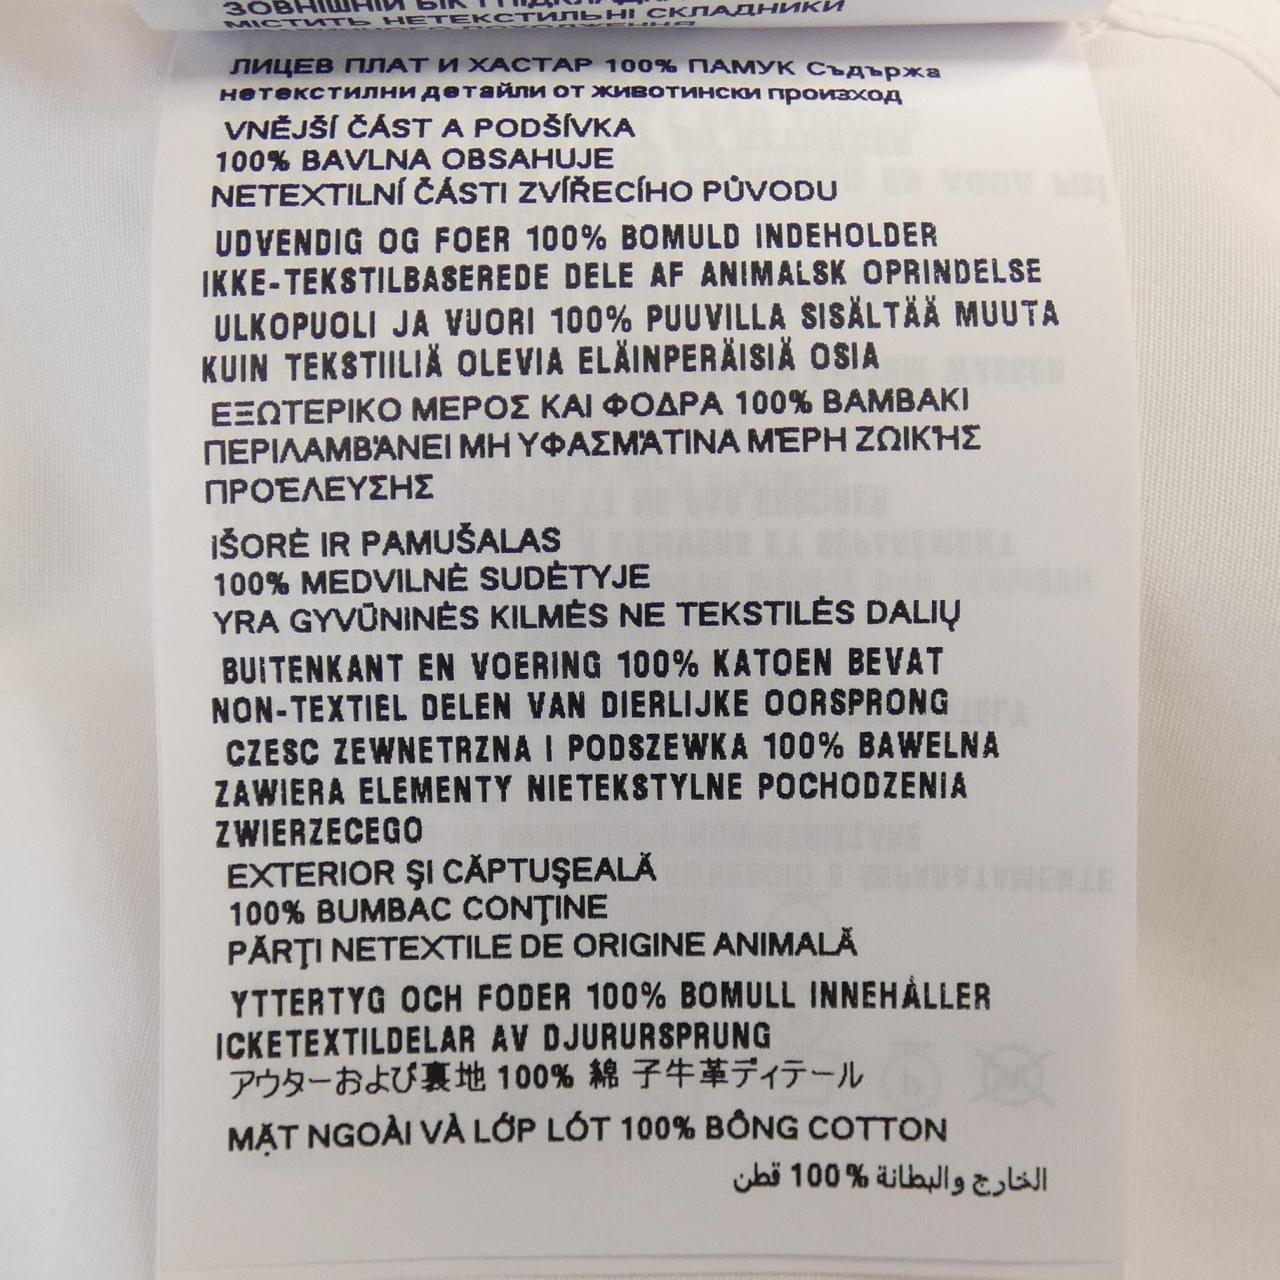 ЗОВНІШНІЙ БІК І ПІДКЛАДКА
МІСТИТЬ НЕТЕКСТИЛЬНІ СКЛАДНИКИ
ЛИЦЕВ ПЛАТ И ХАСТАР 100% ПАМУК Съдържа
нетекстилни детайли от животински произход
VNĚJŠÍ ČÁST A PODŠÍVKA
100% BAVLNA OBSAHUJE
NETEXTILNÍ ČÁSTI ZVÍŘECÍHO PŮVODU
UDVENDIG OG FOER 100% BOMULD INDEHOLDER
IKKE-TEKSTILBASEREDE DELE AF ANIMALSK OPRINDELSE
ULKOPUOLI JA VUORI 100% PUUVILLA SISÄLTÄÄ MUUTA
KUIN TEKSTIILIÄ OLEVIA ELÄINPERÄISIÄ OSIA
ΕΞΩΤΕΡΙΚΟ ΜΕΡΟΣ ΚΑΙ ΦΟΔΡΑ 100% ΒΑΜΒΑΚΙ
ΠΕΡΙΛΑΜΒΆΝΕΙ ΜΗ ΥΦΑΣΜΆΤΙΝΑ ΜΈΡΗ ΖΩΙΚΉΣ
ΠΡΟΈΛΕΥΣΗΣ
IŠORĖ IR PAMUŠALAS
100% MEDVILNĖ SUDĖTYJE
YRA GYVŪNINĖS KILMĖS NE TEKSTILĖS DALIŲ
BUITENKANT EN VOERING 100% KATOEN BEVAT
NON-TEXTIEL DELEN VAN DIERLIJKE OORSPRONG
CZESC ZEWNETRZNA I PODSZEWKA 100% BAWELNA
ZAWIERA ELEMENTY NIETEKSTYLNE POCHODZENIA
ZWIERZECEGO
EXTERIOR ŞI CĂPTUŞEALĂ
100% BUMBAC CONŢINE
PĂRŢI NETEXTILE DE ORIGINE ANIMALĂ
YTTERTYG OCH FODER 100% BOMULL INNEHÅLLER
ICKETEXTILDELAR AV DJURURSPRUNG
アウターおよび裏地 100% 綿 子牛革ディテール
MẶT NGOÀI VÀ LỚP LÓT 100% BÔNG COTTON
الخارج والبطانة 100% قطن